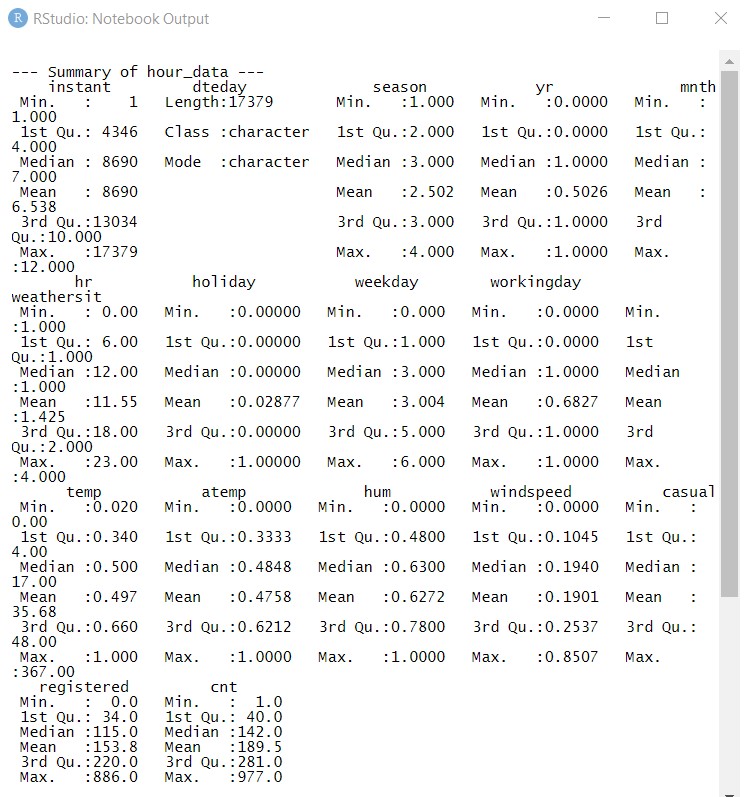 R RStudio: Notebook Output
--- Summary of hour_data ---
instant dteday season yr mnth
Min. : 1 Length:17379 Min. :1.000 Min. :0.0000 Min. :
1.000
1st Qu.: 4346 Class :character 1st Qu.:2.000 1st Qu.:0.0000 1st Qu.:
4.000
Median : 8690 Mode :character Median :3.000 Median :1.0000 Median :
7.000
Mean : 8690 Mean :2.502 Mean :0.5026 Mean :
6.538
3rd Qu.:13034 3rd Qu.:3.000 3rd Qu.:1.0000 3rd
Qu.:10.000
Max. :17379 Max. :4.000 Max. :1.0000 Max.
:12.000
hr holiday weekday workingday
weathersit
Min. : 0.00 Min. :0.00000 Min. :0.000 Min. :0.0000 Min.
:1.000
1st Qu.: 6.00 1st Qu.:0.00000 1st Qu.:1.000 1st Qu.:0.0000 1st
Qu.:1.000
Median :12.00 Median :0.00000 Median :3.000 Median :1.0000 Median
:1.000
Mean :11.55 Mean :0.02877 Mean :3.004 Mean :0.6827 Mean
:1.425
3rd Qu.:18.00 3rd Qu.:0.00000 3rd Qu.:5.000 3rd Qu.:1.0000 3rd
Qu.:2.000
Max. :23.00 Max. :1.00000 Max. :6.000 Max. :1.0000 Max.
:4.000
temp atemp hum windspeed casual
Min. :0.020 Min. :0.0000 Min. :0.0000 Min. :0.0000 Min. :
0.00
1st Qu.:0.340 1st Qu.:0.3333 1st Qu.:0.4800 1st Qu.:0.1045 1st Qu.:
4.00
Median :0.500 Median :0.4848 Median :0.6300 Median :0.1940 Median :
17.00
Mean :0.497 Mean :0.4758 Mean :0.6272 Mean :0.1901 Mean :
35.68
3rd Qu.:0.660 3rd Qu.:0.6212 3rd Qu.:0.7800 3rd Qu.:0.2537 3rd Qu.:
48.00
Max. :1.000 Max. :1.0000 Max. :1.0000 Max. :0.8507 Max.
:367.00
registered cnt
Min. : 0.0 Min. : 1.0
1st Qu.: 34.0 1st Qu.: 40.0
Median :115.0 Median :142.0
Mean :153.8 Mean :189.5
3rd Qu.:220.0 3rd Qu.:281.0
Max. :886.0 Max. :977.0